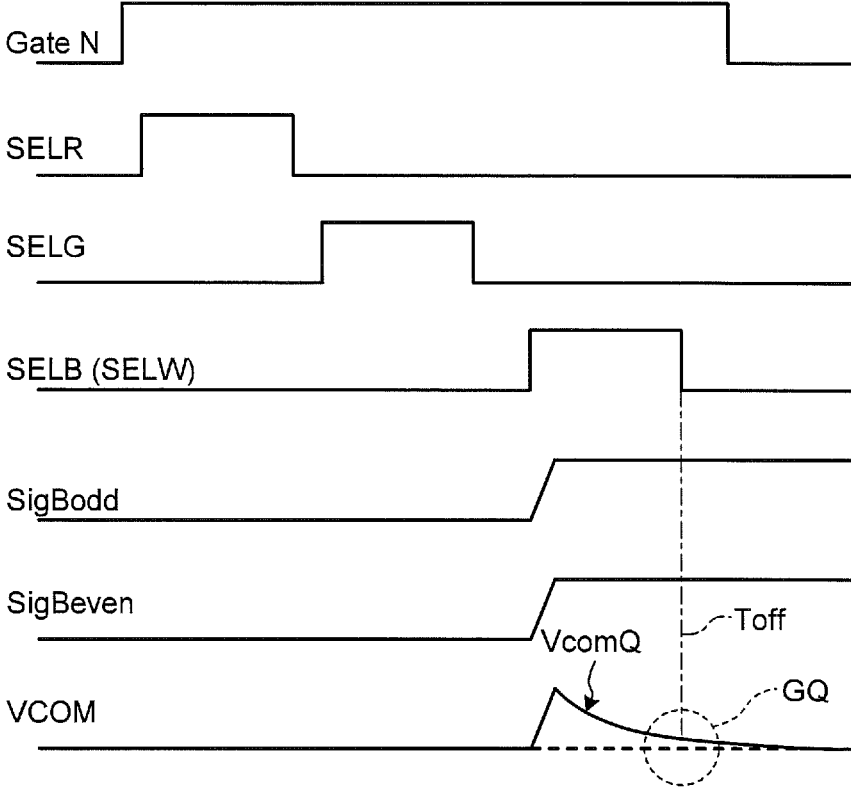 Gate N
SELR
SELG
SELB (SELW)
SigBodd
SigBeven
Toff
VcomQ
GQ
VCOM